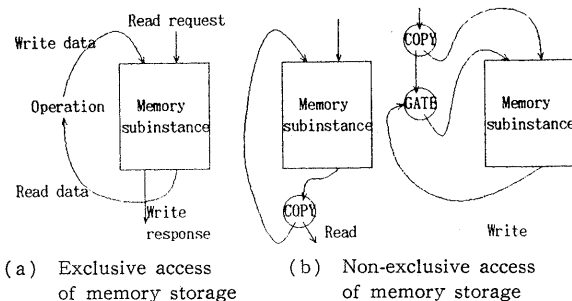 Read request
Write data
COPY
Operation
Memory
subinstance
Memory
subinstance
GATE
Memory
subinstance
Read data
Write
response
COPY
Read
Write
(a) Exclusive access
of memory storage
(b) Non-exclusive access
of memory storage